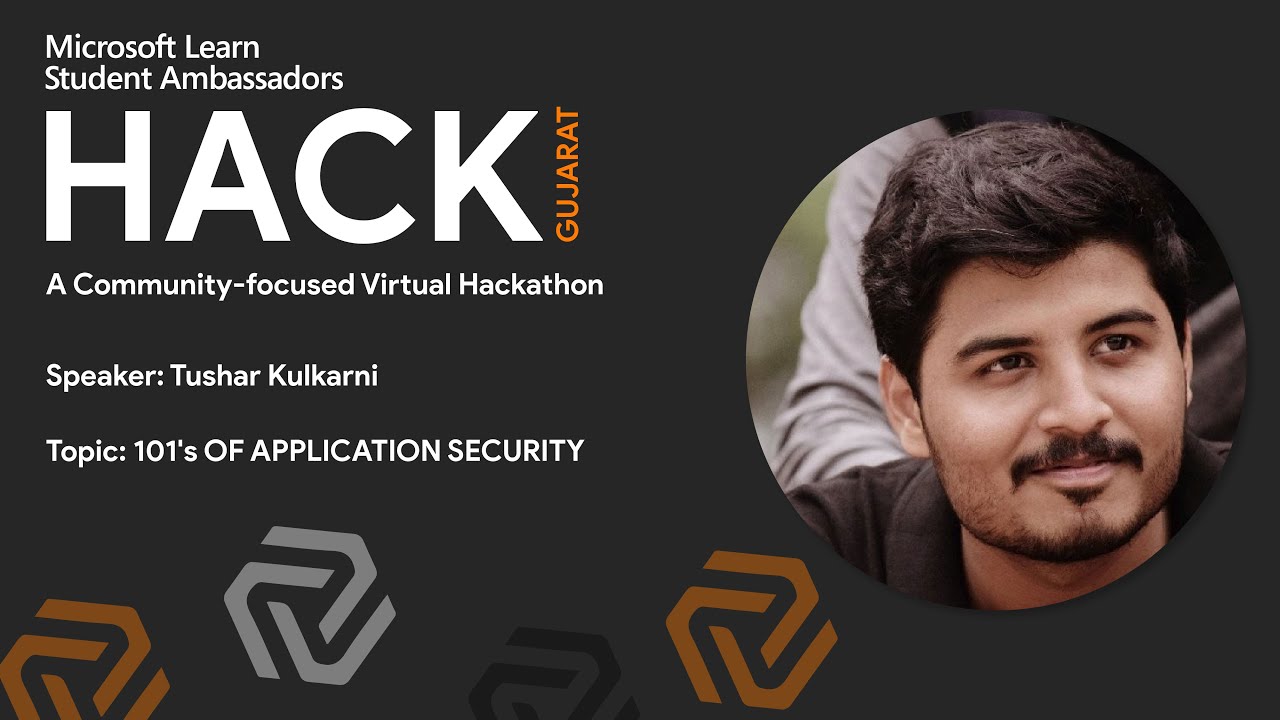 Microsoft Learn
Student Ambassadors
HACK
GUJARAT
A Community-focused Virtual Hackathon
Speaker: Tushar Kulkarni
Topic: 101's OF APPLICATION SECURITY